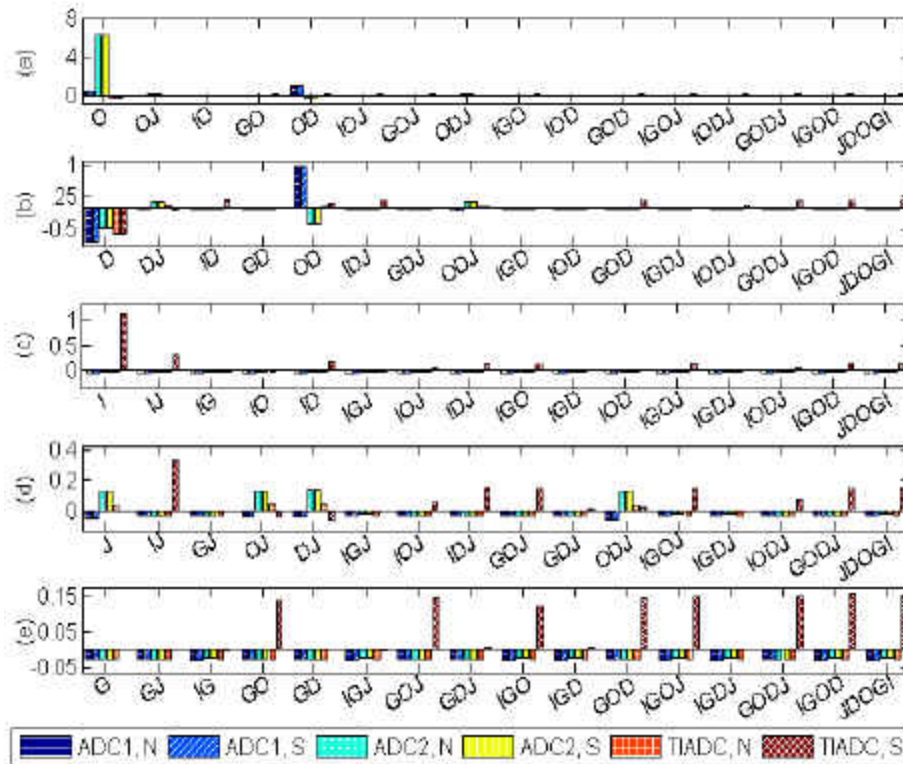 (a)
8
4
0
O OJ IO GO OD IOJ GOJ ODJ IGO IOD GOD IGOJ IODJ GODJ IGOD JDOGI
(b)
1
25
-0.5
D DJ ID GD OD IDJ GDJ ODJ IGD IOD GOD IGDJ IODJ GODJ IGOD JDOGI
(c)
1
0.5
0
I IJ IG IO ID IGJ IOJ IDJ IGO IGD IOD IGOJ IGDJ IODJ IGOD JDOGI
(d)
0.4
0.2
0
J IJ GJ OJ DJ IGJ IOJ IDJ GDJ ODJ IGOJ IGDJ IODJ GODJ JDOGI
(e)
0.15
0.05
-0.05
G GJ IG GO GD IGJ GOJ GDJ IGO IGD GOD IGOJ IGDJ GODJ IGOD JDOGI
ADC1, N ADC1, S ADC2, N ADC2, S TIADC, N TIADC, S